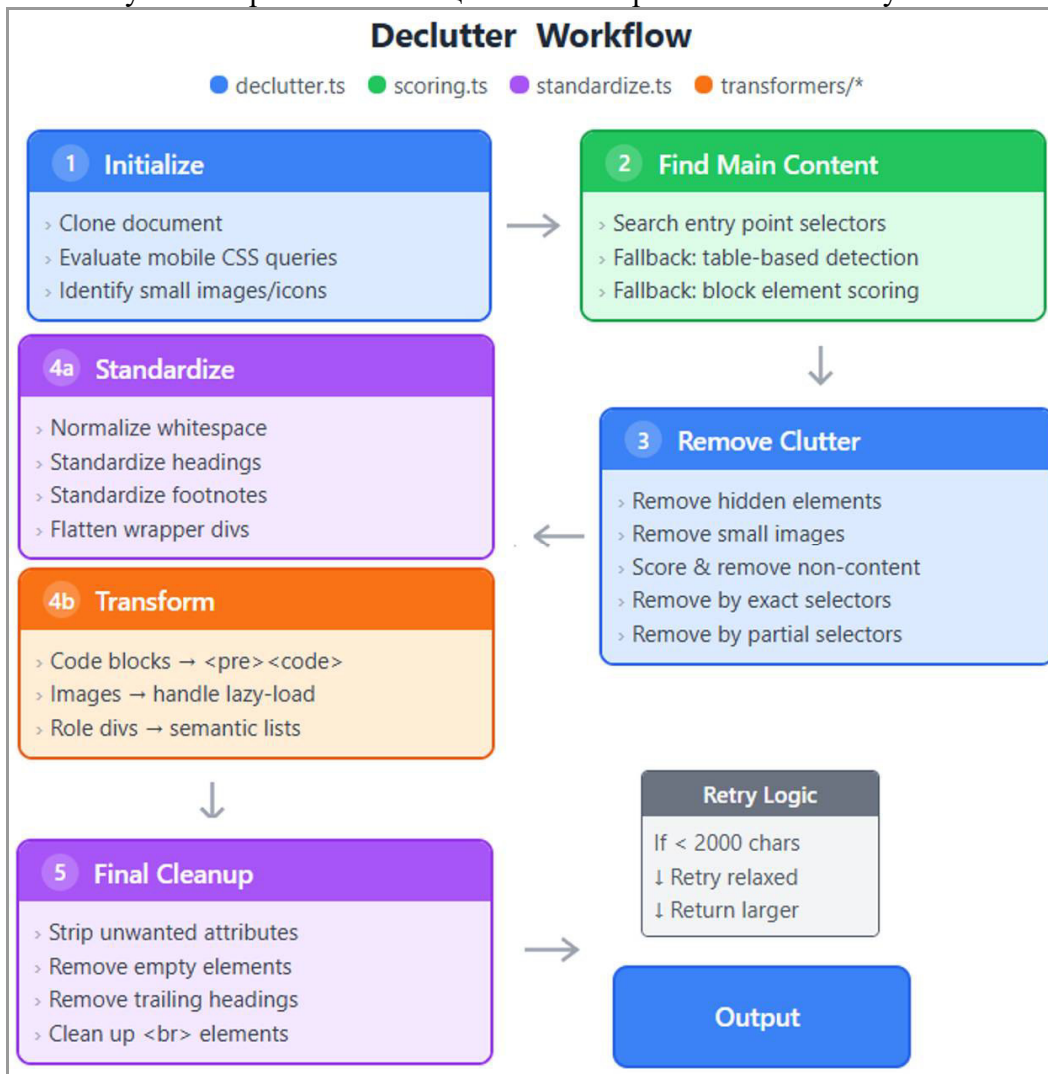 Declutter Workflow
declutter.ts scoring.ts standardize.ts transformers/*
1 Initialize
› Clone document
› Evaluate mobile CSS queries
› Identify small images/icons
2 Find Main Content
› Search entry point selectors
› Fallback: table-based detection
› Fallback: block element scoring
3 Remove Clutter
› Remove hidden elements
› Remove small images
› Score & remove non-content
› Remove by exact selectors
› Remove by partial selectors
4a Standardize
› Normalize whitespace
› Standardize headings
› Standardize footnotes
› Flatten wrapper divs
4b Transform
› Code blocks → <pre><code>
› Images → handle lazy-load
› Role divs → semantic lists
5 Final Cleanup
› Strip unwanted attributes
› Remove empty elements
› Remove trailing headings
› Clean up <br> elements
Retry Logic
If < 2000 chars
↓ Retry relaxed
↓ Return larger
Output